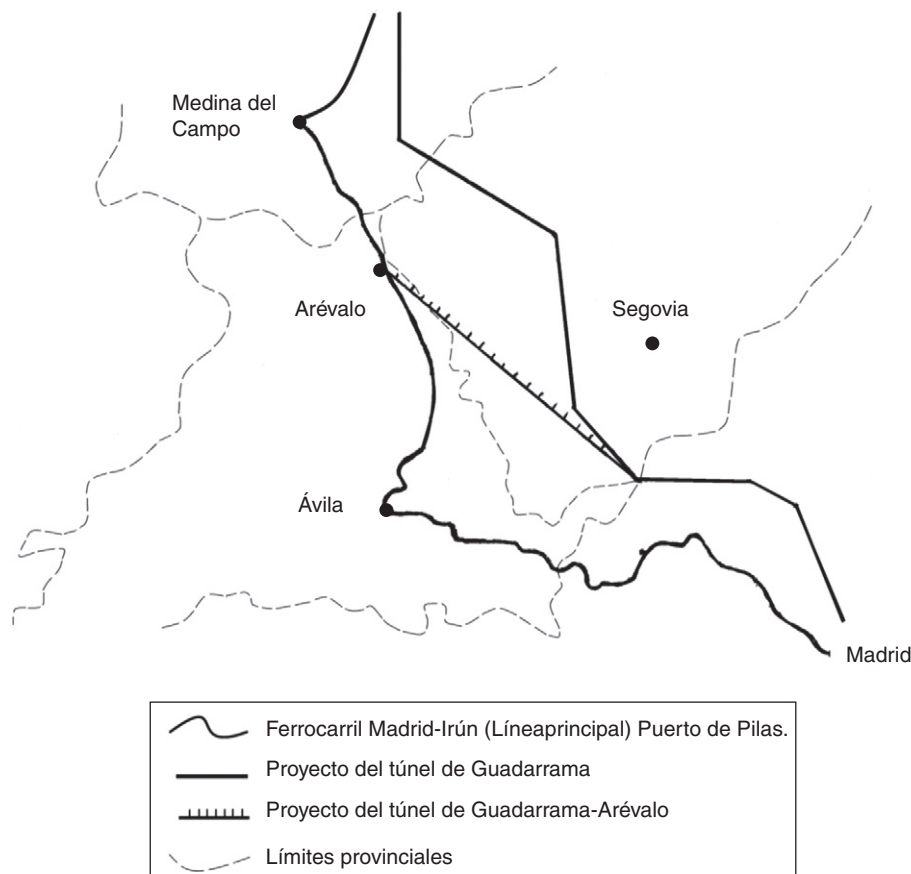 Medina del
Campo
Arévalo
Segovia
Ávila
Madrid
Ferrocarril Madrid-Irún (Líneaprincipal) Puerto de Pilas.
Proyecto del túnel de Guadarrama
Proyecto del túnel de Guadarrama-Arévalo
Límites provinciales